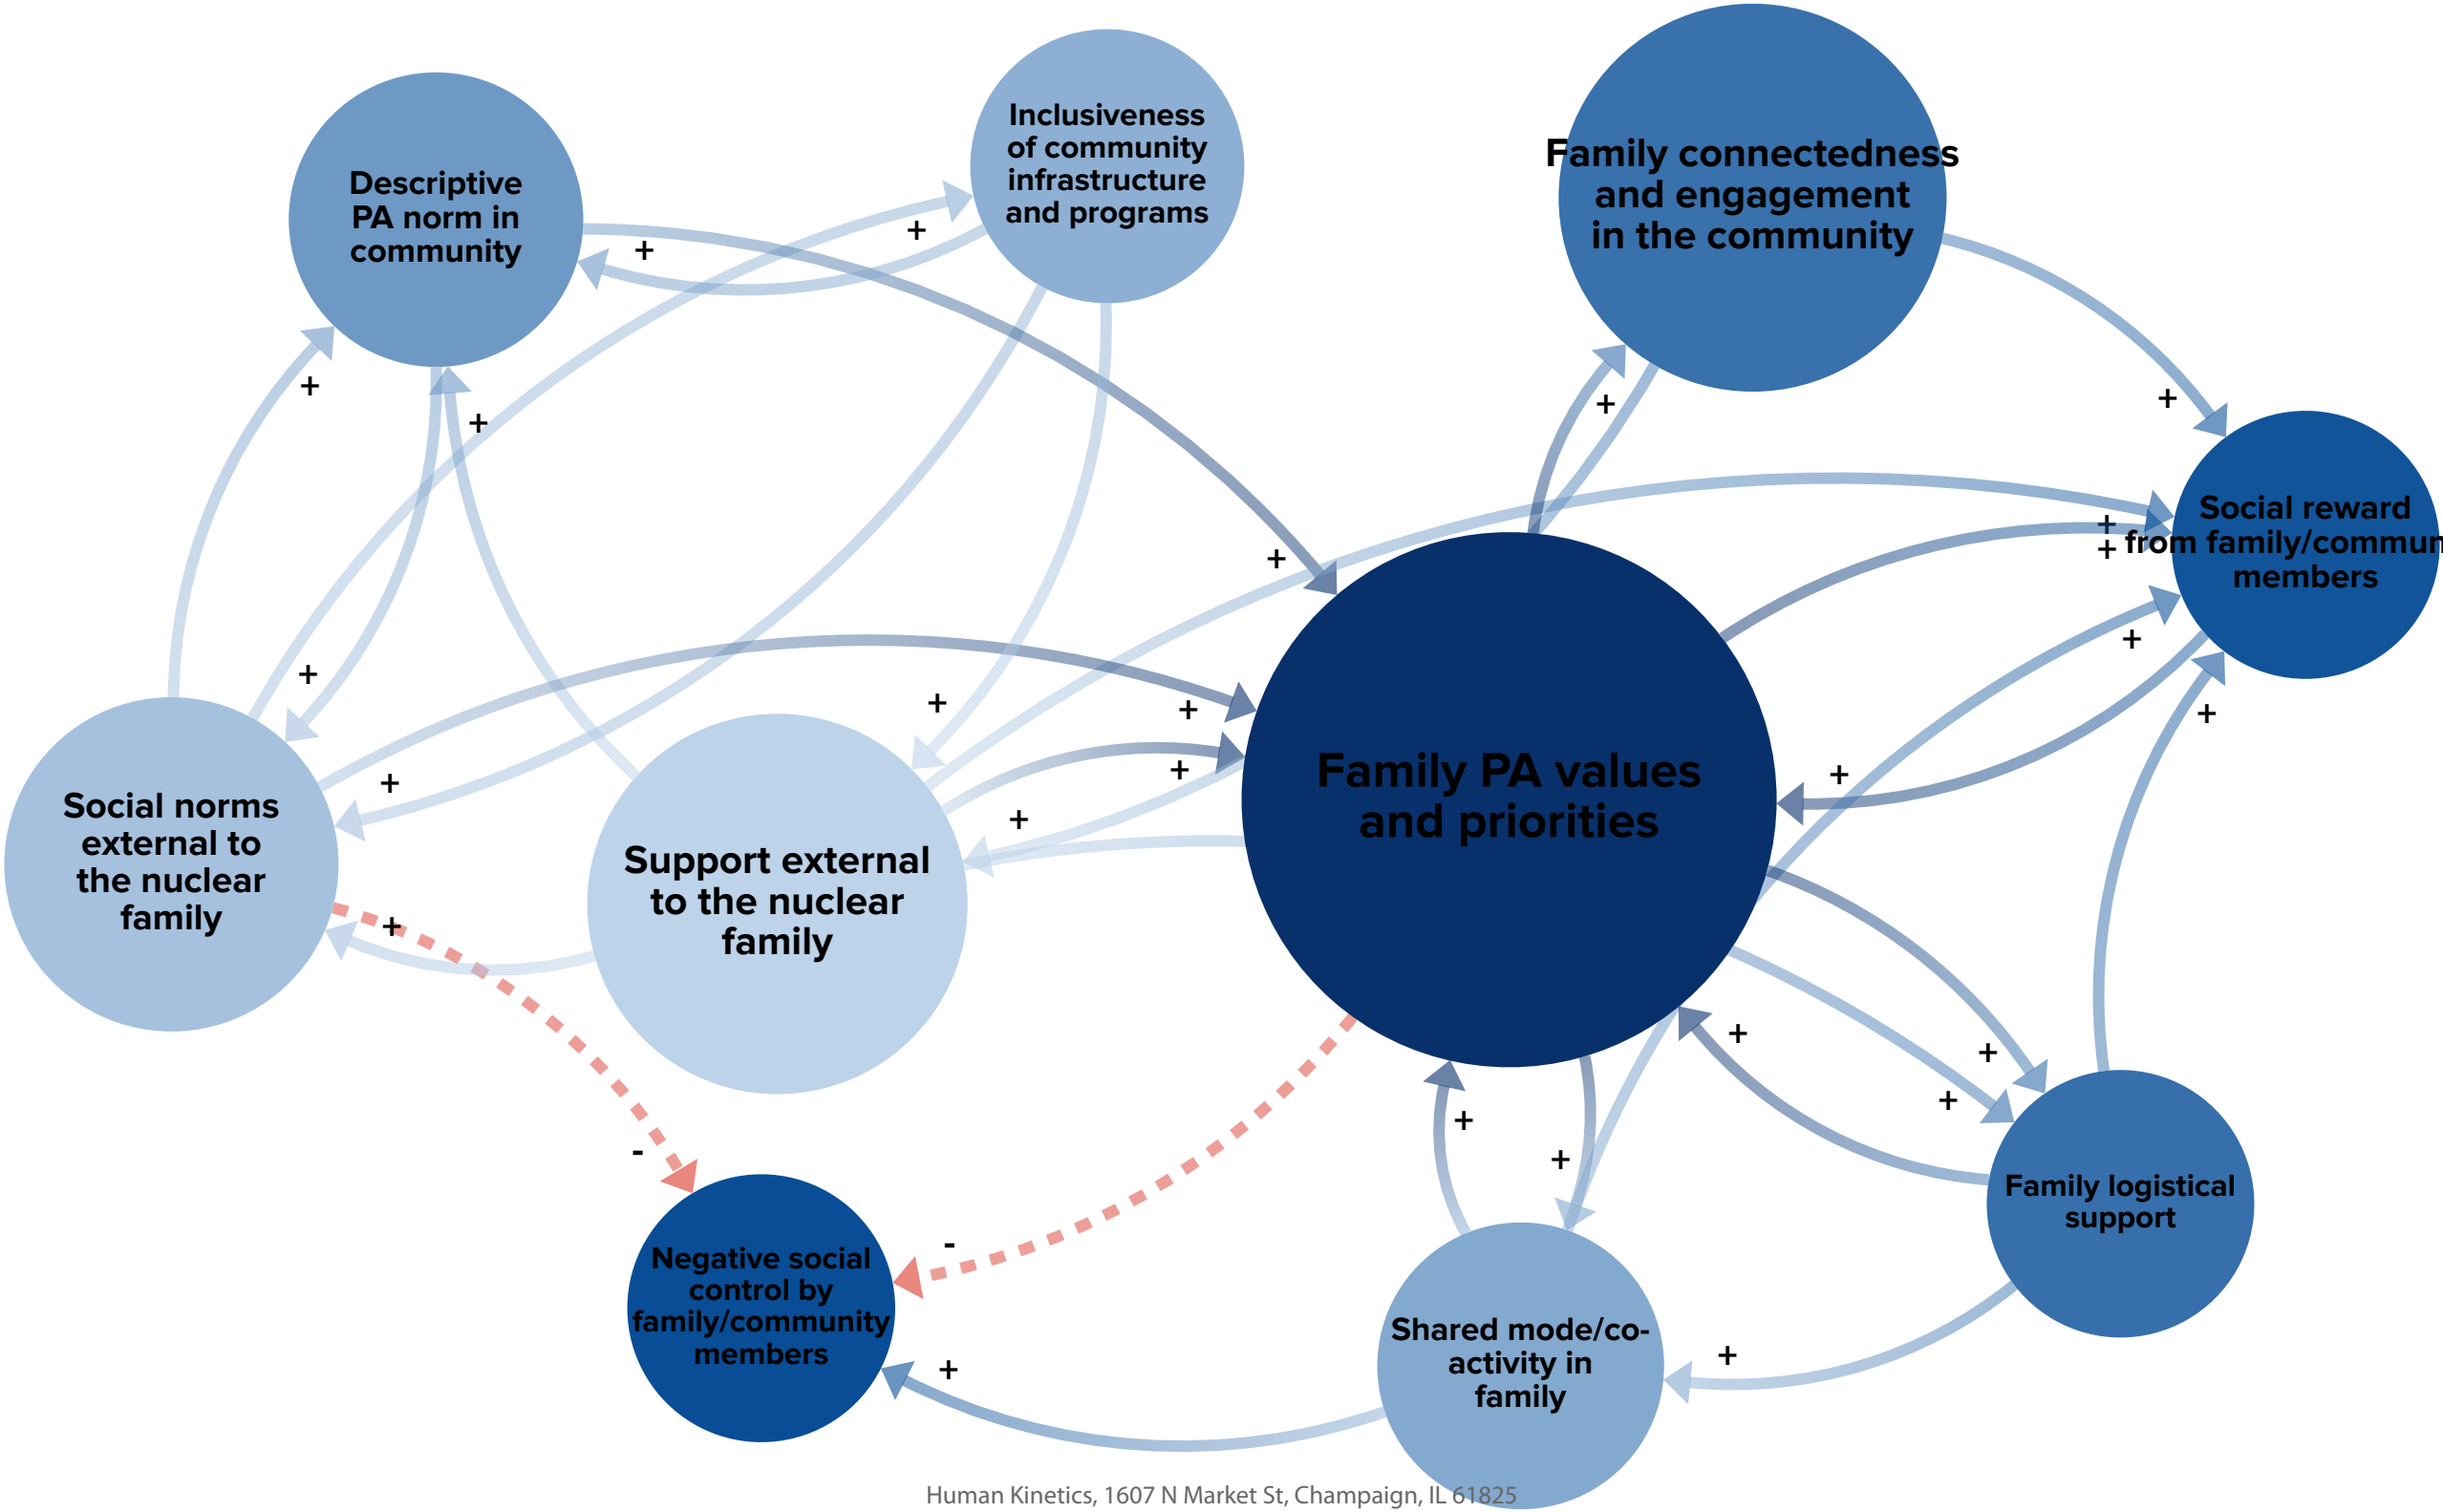 Inclusiveness
of community
infrastructure
and programs
Family connectedness
and engagement
in the community
Descriptive
PA norm in
community
+
+
+
+
+
+
Social reward
+
+ from family/commun
members
+
+
+
+
+
+
+
+
+
+
Family PA values
and priorities
Social norms
external to
the nuclear
family
Support external
to the nuclear
family
+
+
+
+
+
+
+
-
Family logistical
support
-
Negative social
control by
family/community
members
Shared mode/co-
activity in
family
+
+
Human Kinetics, 1607 N Market St, Champaign, IL 61825